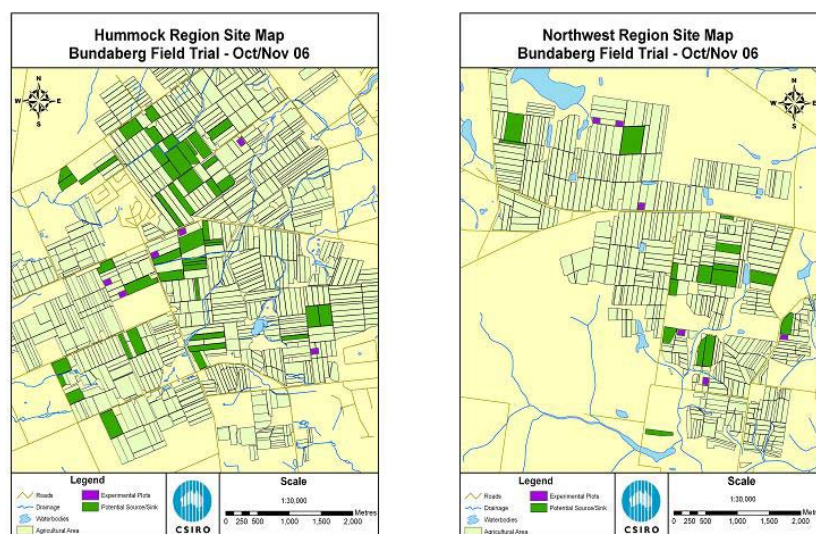 Hummock Region Site Map
Bundaberg Field Trial - Oct/Nov 06
N
W E
S
Legend
Roads
Drainage
Waterbodies
Agricultural Area
Experimental Plots
Potential Source/Sink
CSIRO
Scale
1:30,000
Metres
0 250 500 1,000 1,500 2,000
Northwest Region Site Map
Bundaberg Field Trial - Oct/Nov 06
N
W E
S
Legend
Roads
Drainage
Waterbodies
Agricultural Area
Experimental Plots
Potential Source/Sink
CSIRO
Scale
1:30,000
Metres
0 250 500 1,000 1,500 2,000